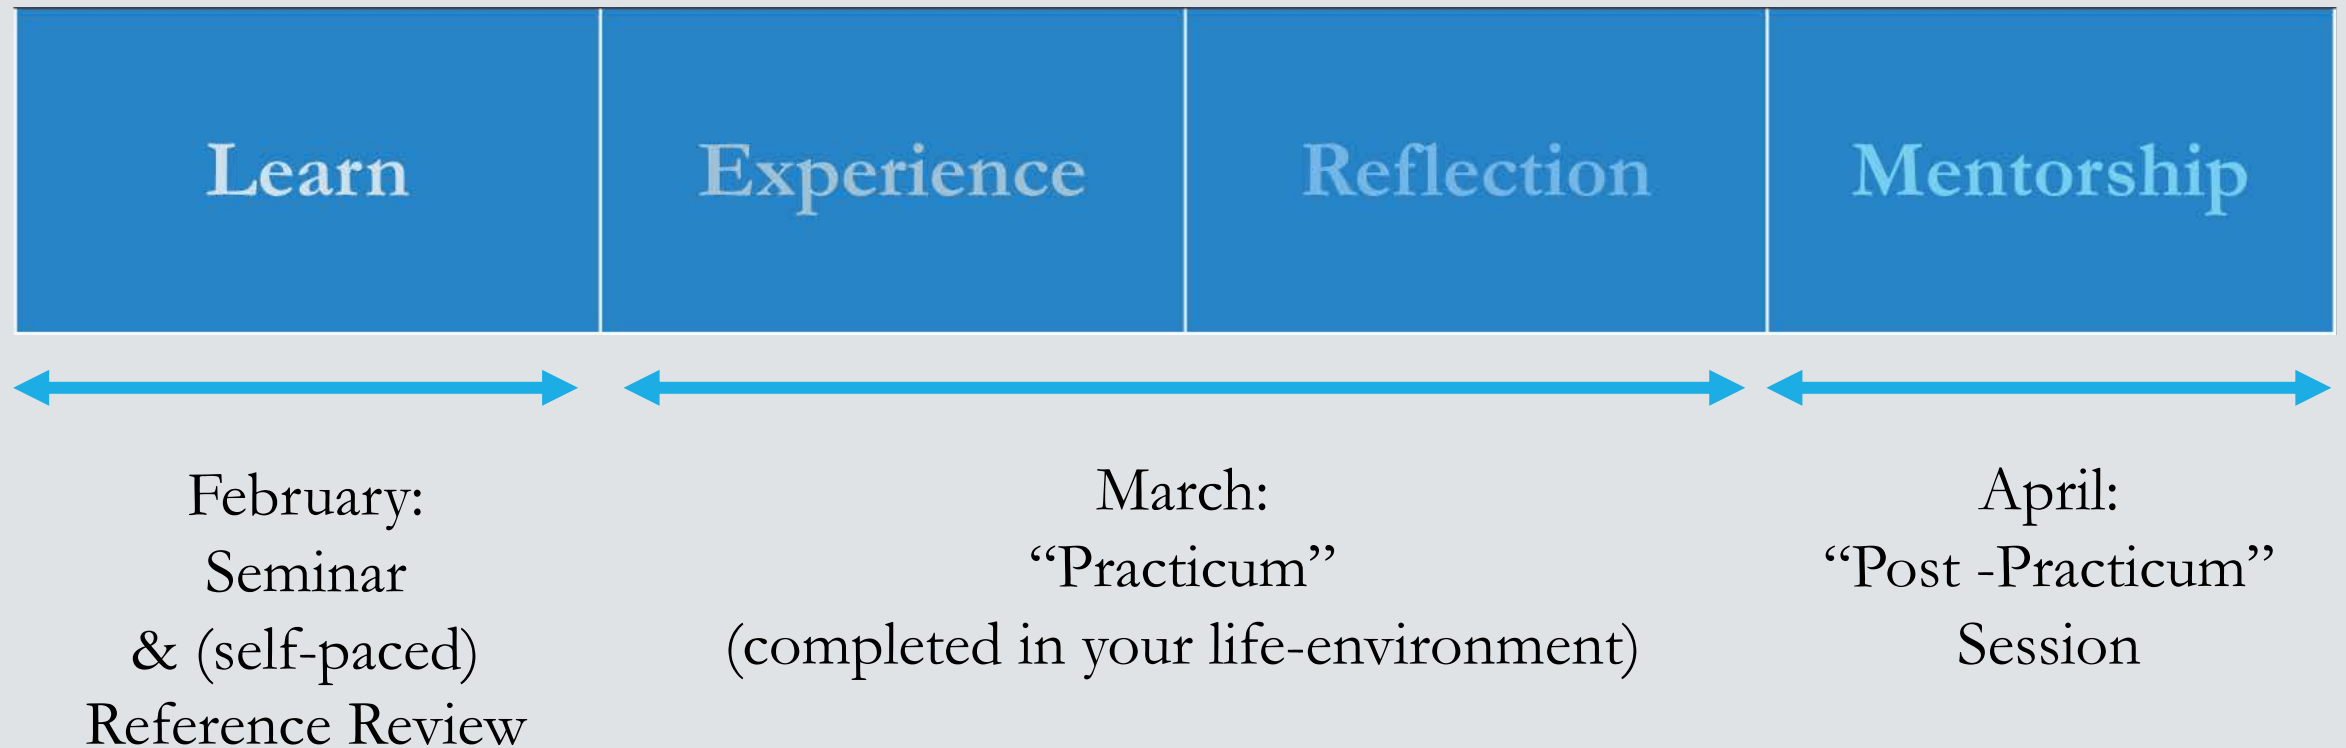 Learn
Experience
Reflection
Mentorship
February:
Seminar
& (self-paced)
Reference Review
March:
“Practicum”
(completed in your life-environment)
April:
“Post -Practicum”
Session